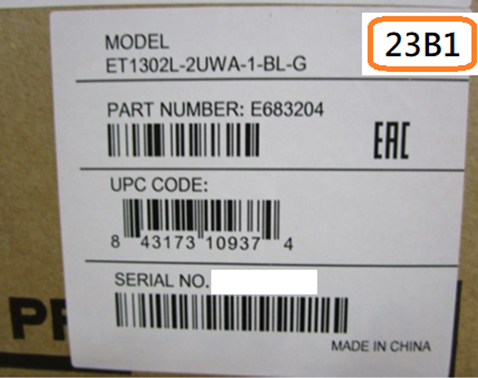 MODEL
23B1
ET1302L-2UWA-1-BL-G
PART NUMBER: E683204
EAC
UPC CODE:
8 43173 10937 4
SERIAL NO.
MADE IN CHINA